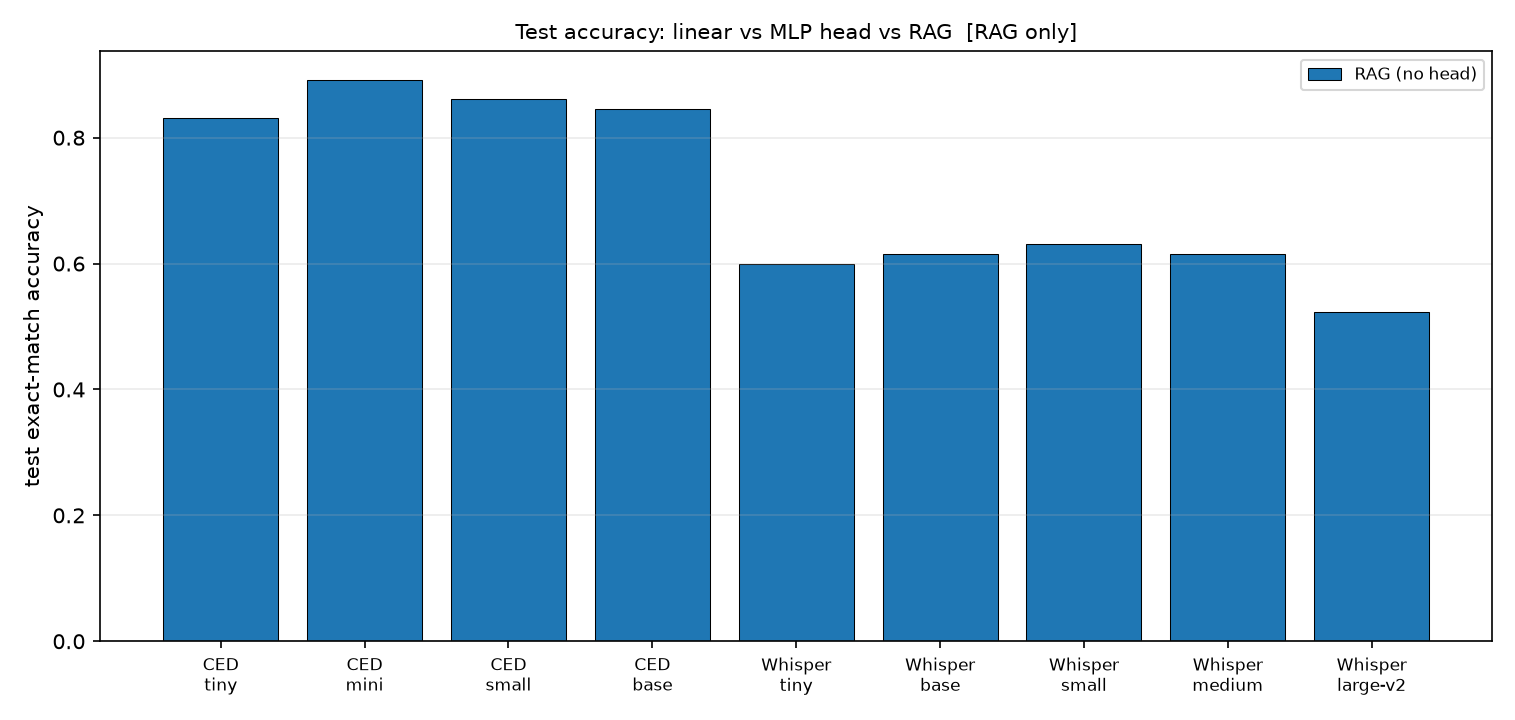 Test accuracy: linear vs MLP head vs RAG  [RAG only]
RAG (no head)
test exact-match accuracy
0.8
0.6
0.4
0.2
0.0
CED
tiny
CED
mini
CED
small
CED
base
Whisper
tiny
Whisper
base
Whisper
small
Whisper
medium
Whisper
large-v2